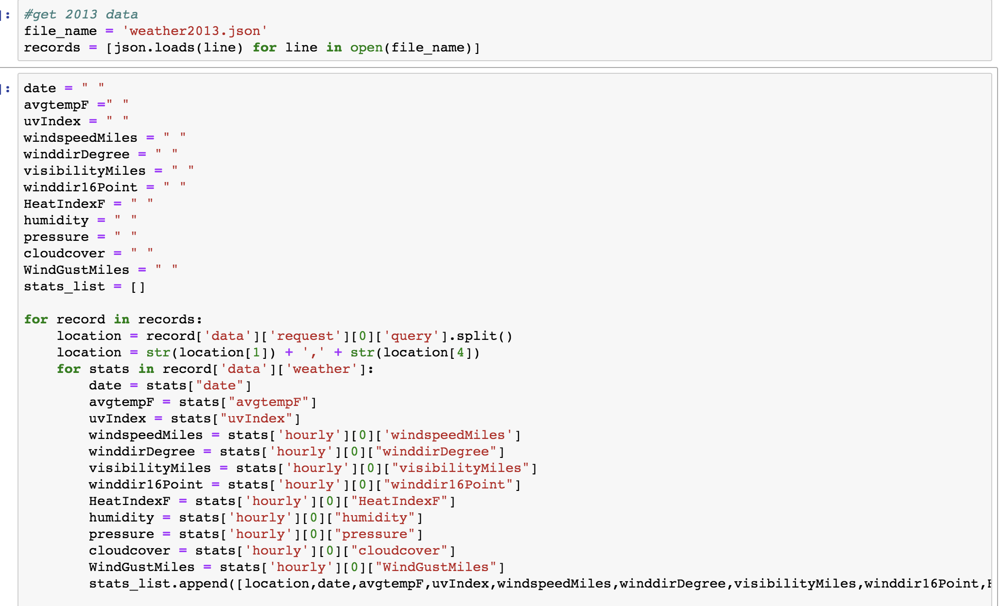 ]: #get 2013 data
file_name = 'weather2013.json'
records = [json.loads(line) for line in open(file_name)]
]: date = " "
avgtempF =" "
uvIndex = " "
windspeedMiles = " "
winddirDegree = " "
visibilityMiles = " "
winddir16Point = " "
HeatIndexF = " "
humidity = " "
pressure = " "
cloudcover = " "
WindGustMiles = " "
stats_list = []
for record in records:
    location = record['data']['request'][0]['query'].split()
    location = str(location[1]) + ',' + str(location[4])
    for stats in record['data']['weather']:
        date = stats["date"]
        avgtempF = stats["avgtempF"]
        uvIndex = stats["uvIndex"]
        windspeedMiles = stats['hourly'][0]['windspeedMiles']
        winddirDegree = stats['hourly'][0]["winddirDegree"]
        visibilityMiles = stats['hourly'][0]["visibilityMiles"]
        winddir16Point = stats['hourly'][0]["winddir16Point"]
        HeatIndexF = stats['hourly'][0]["HeatIndexF"]
        humidity = stats['hourly'][0]["humidity"]
        pressure = stats['hourly'][0]["pressure"]
        cloudcover = stats['hourly'][0]["cloudcover"]
        WindGustMiles = stats['hourly'][0]["WindGustMiles"]
        stats_list.append([location,date,avgtempF,uvIndex,windspeedMiles,winddirDegree,visibilityMiles,winddir16Point,